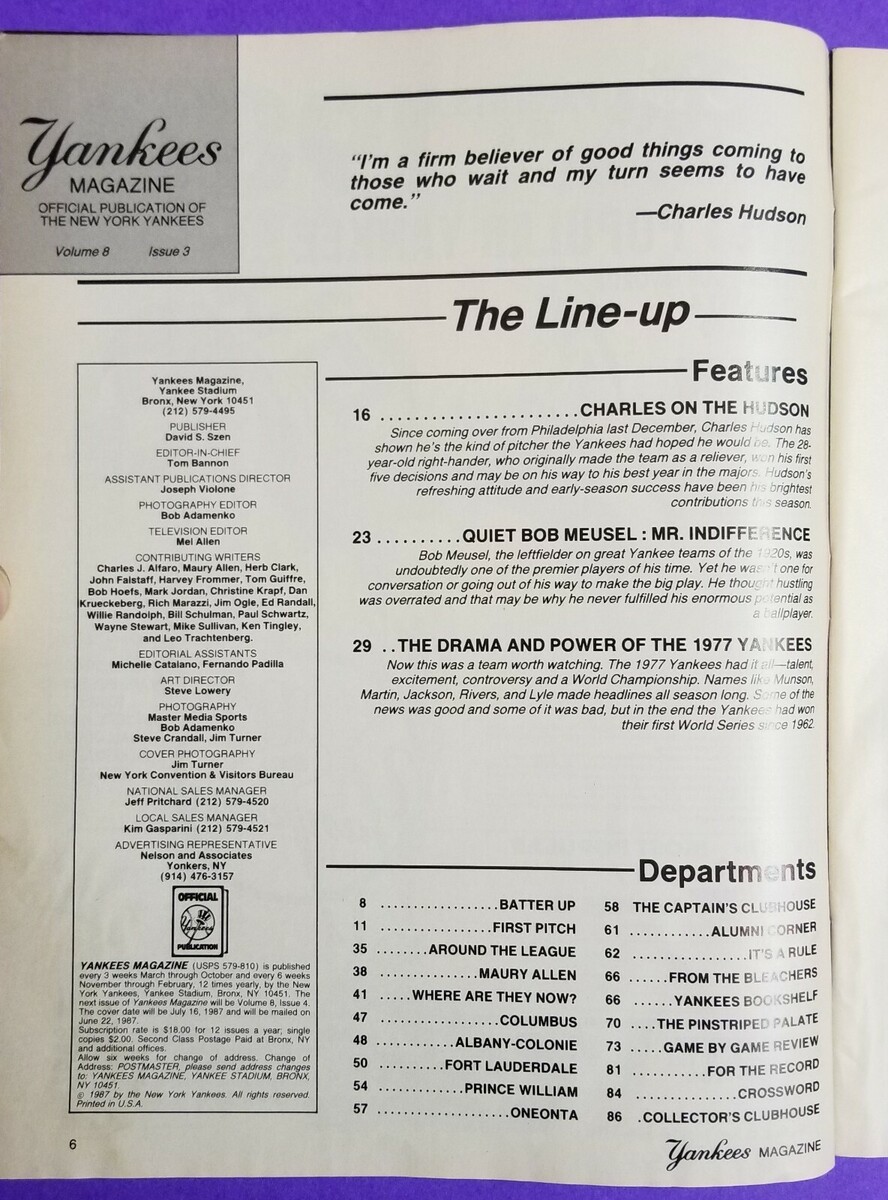 Yankees
MAGAZINE
OFFICIAL PUBLICATION OF
THE NEW YORK YANKEES
Volume 8 Issue 3
"I'm a firm believer of good things coming to
those who wait and my turn seems to have
come."
—Charles Hudson
The Line-up
Yankees Magazine,
Yankee Stadium
Bronx, New York 10451
(212) 579-4495
PUBLISHER
David S. Szen
EDITOR-IN-CHIEF
Tom Bannon
ASSISTANT PUBLICATIONS DIRECTOR
Joseph Violone
PHOTOGRAPHY EDITOR
Bob Adamenko
TELEVISION EDITOR
Mel Allen
CONTRIBUTING WRITERS
Charles J. Alfaro, Maury Allen, Herb Clark,
John Falstaff, Harvey Frommer, Tom Guiffre,
Bob Hoefs, Mark Jordan, Christine Krapf, Dan
Krueckeberg, Rich Marazzi, Jim Ogle, Ed Randall,
Willie Randolph, Bill Schulman, Paul Schwartz,
Wayne Stewart, Mike Sullivan, Ken Tingley,
and Leo Trachtenberg.
EDITORIAL ASSISTANTS
Michelle Catalano, Fernando Padilla
ART DIRECTOR
Steve Lowery
PHOTOGRAPHY
Master Media Sports
Bob Adamenko
Steve Crandall, Jim Turner
COVER PHOTOGRAPHY
Jim Turner
New York Convention & Visitors Bureau
NATIONAL SALES MANAGER
Jeff Pritchard (212) 579-4520
LOCAL SALES MANAGER
Kim Gasparini (212) 579-4521
ADVERTISING REPRESENTATIVE
Nelson and Associates
Yonkers, NY
(914) 476-3157
OFFICIAL
Yankees
PUBLICATION
YANKEES MAGAZINE (USPS 579-810) is published
every 3 weeks March through October and every 6 weeks
November through February, 12 times yearly, by the New
York Yankees, Yankee Stadium, Bronx, NY 10451. The
next issue of Yankees Magazine will be Volume 8, Issue 4.
The cover date will be July 16, 1987 and will be mailed on
June 22, 1987.
Subscription rate is $18.00 for 12 issues a year; single
copies $2.00. Second Class Postage Paid at Bronx, NY
and additional offices.
Allow six weeks for change of address. Change of
Address: POSTMASTER, please send address changes
to: YANKEES MAGAZINE, YANKEE STADIUM, BRONX,
NY 10451.
© 1987 by the New York Yankees. All rights reserved.
Printed in U.S.A.
Features
16 ......................CHARLES ON THE HUDSON
Since coming over from Philadelphia last December, Charles Hudson has
shown he's the kind of pitcher the Yankees had hoped he would be. The 28-
year-old right-hander, who originally made the team as a reliever, won his first
five decisions and may be on his way to his best year in the majors. Hudson's
refreshing attitude and early-season success have been his brightest
contributions this season.
23 ..........QUIET BOB MEUSEL : MR. INDIFFERENCE
Bob Meusel, the leftfielder on great Yankee teams of the 1920s, was
undoubtedly one of the premier players of his time. Yet he wasn't one for
conversation or going out of his way to make the big play. He thought hustling
was overrated and that may be why he never fulfilled his enormous potential as
a ballplayer.
29 ..THE DRAMA AND POWER OF THE 1977 YANKEES
Now this was a team worth watching. The 1977 Yankees had it all—talent,
excitement, controversy and a World Championship. Names like Munson,
Martin, Jackson, Rivers, and Lyle made headlines all season long. Some of the
news was good and some of it was bad, but in the end the Yankees had won
their first World Series since 1962.
Departments
8 ..................BATTER UP
11 ...................FIRST PITCH
35 ........AROUND THE LEAGUE
38 ...............MAURY ALLEN
41 .....WHERE ARE THEY NOW?
47 ..................COLUMBUS
48 ...........ALBANY-COLONIE
50 ..........FORT LAUDERDALE
54 .............PRINCE WILLIAM
57 ....................ONEONTA
58 THE CAPTAIN'S CLUBHOUSE
61 ...........ALUMNI CORNER
62 ................IT'S A RULE
66 ......FROM THE BLEACHERS
66 ......YANKEES BOOKSHELF
70 ....THE PINSTRIPED PALATE
73 .....GAME BY GAME REVIEW
81 ...........FOR THE RECORD
84 ...............CROSSWORD
86 .COLLECTOR'S CLUBHOUSE
6
Yankees MAGAZINE